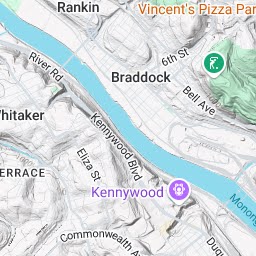 Rankin
Vincent's Pizza Par
River Rd
6th St
Braddock
Bell Ave
Whitaker
Kennywood Blvd
Eliza St
ERRACE
Kennywood
Monong
Commonwealth A
Duqu